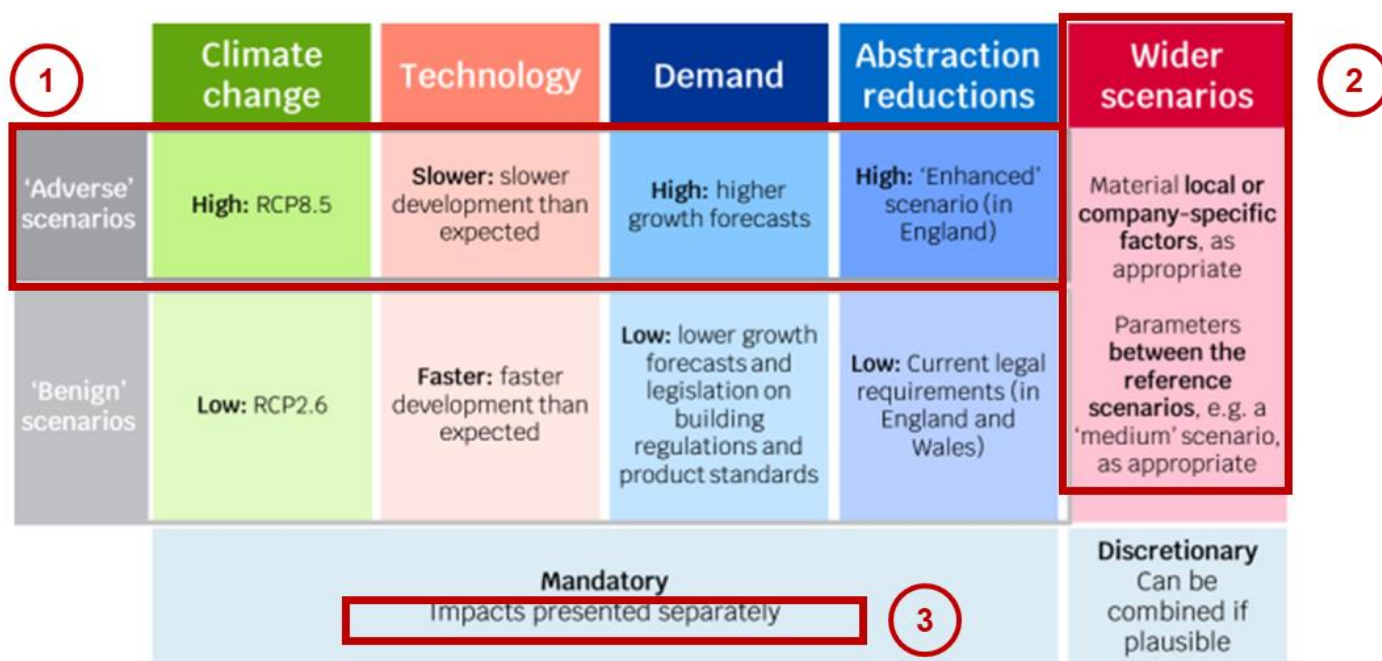 1
Climate
change
Technology
Demand
Abstraction
reductions
Wider
scenarios
2
'Adverse'
scenarios
High: RCP8.5
Slower: slower
development than
expected
High: higher
growth forecasts
High: 'Enhanced'
scenario (in
England)
Material local or
company-specific
factors, as
appropriate
Parameters
between the
reference
scenarios, e.g. a
'medium' scenario,
as appropriate
'Benign'
scenarios
Low: RCP2.6
Faster: faster
development than
expected
Low: lower growth
forecasts and
legislation on
building
regulations and
product standards
Low: Current legal
requirements (in
England and
Wales)
Mandatory
Impacts presented separately
3
Discretionary
Can be
combined if
plausible